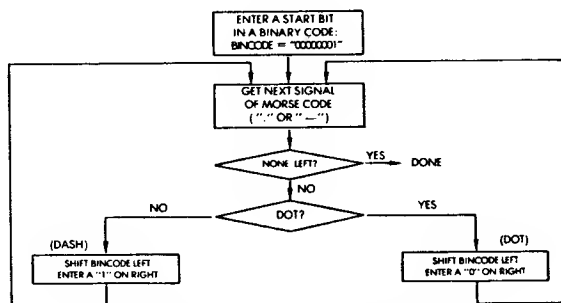 ENTER A START BIT
IN A BINARY CODE:
BINCODE = "00000001"
GET NEXT SIGNAL
OF MORSE CODE
("." OR "—")
NONE LEFT?
YES
DONE
NO
NO
DOT?
YES
(DASH)
(DOT)
SHIFT BINCODE LEFT
ENTER A "1" ON RIGHT
SHIFT BINCODE LEFT
ENTER A "0" ON RIGHT